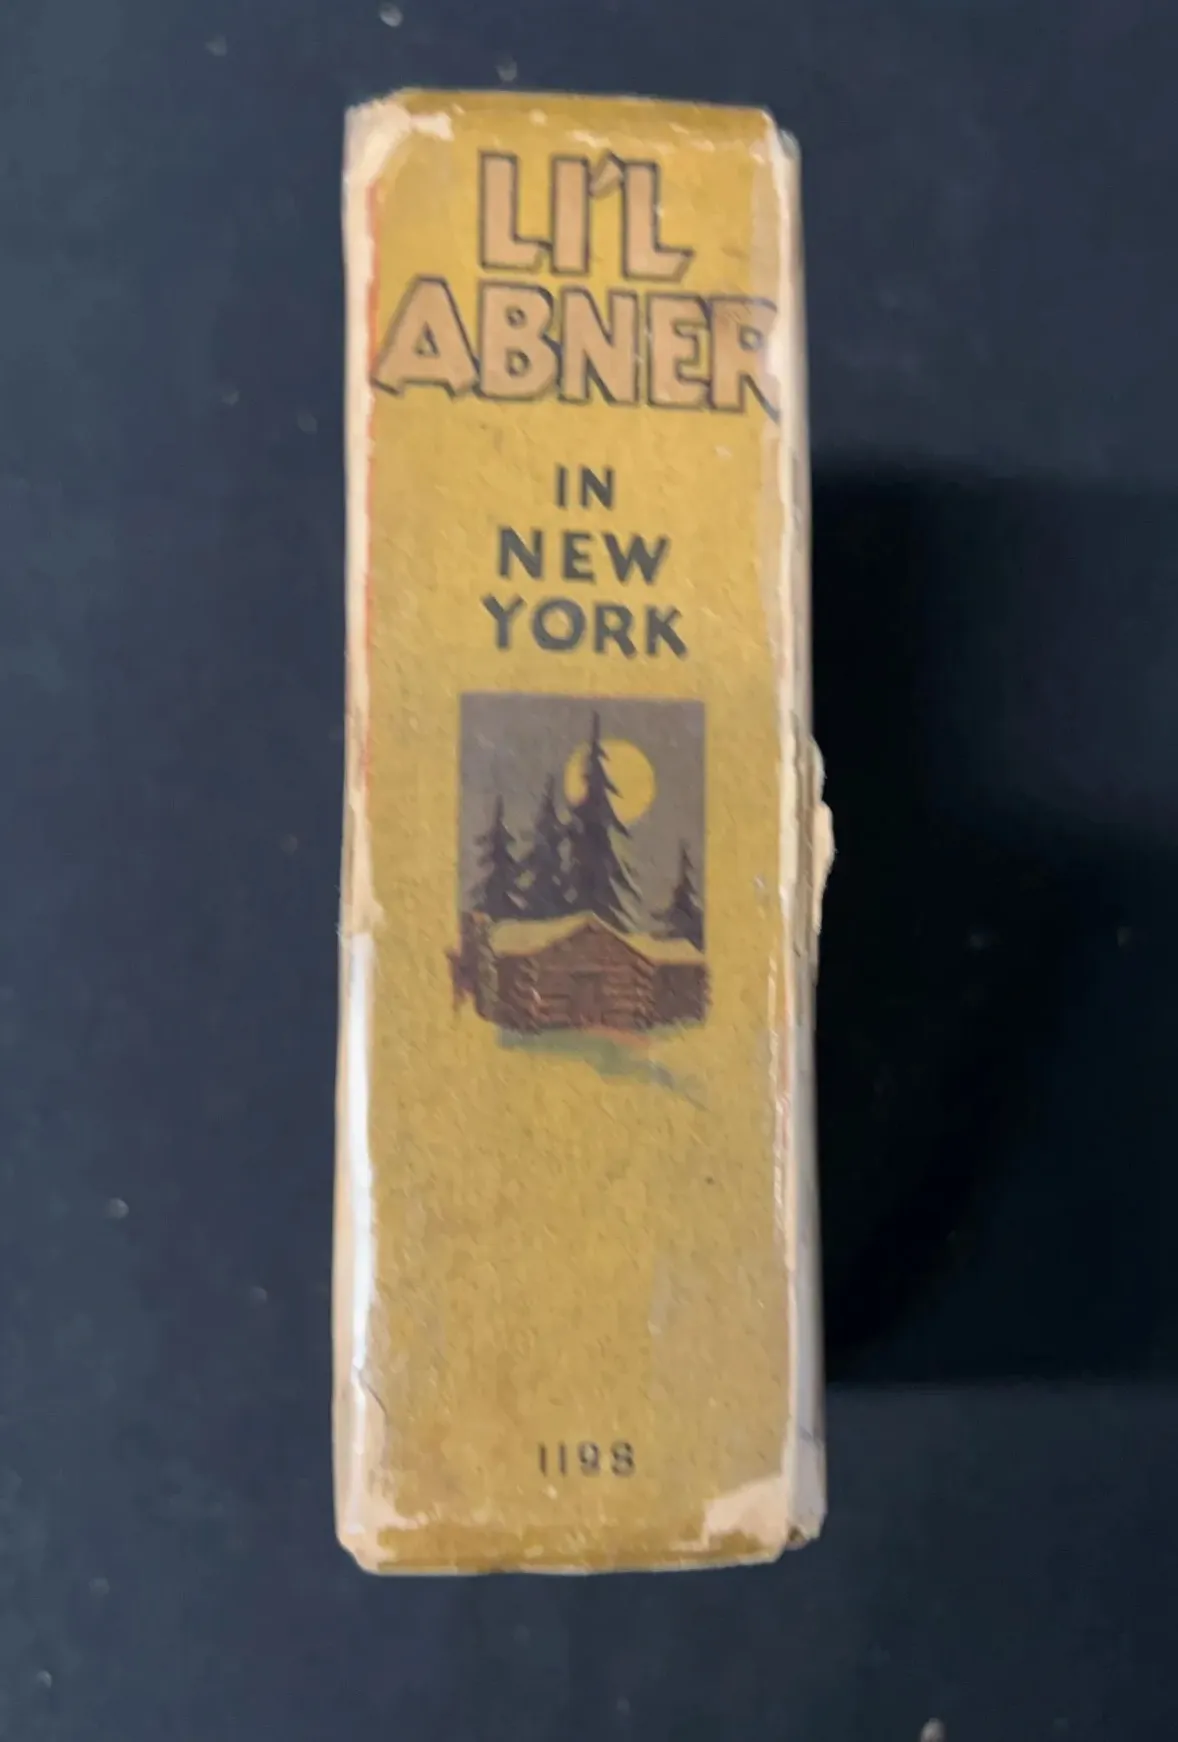 LI'L
ABNER
IN
NEW
YORK
1198